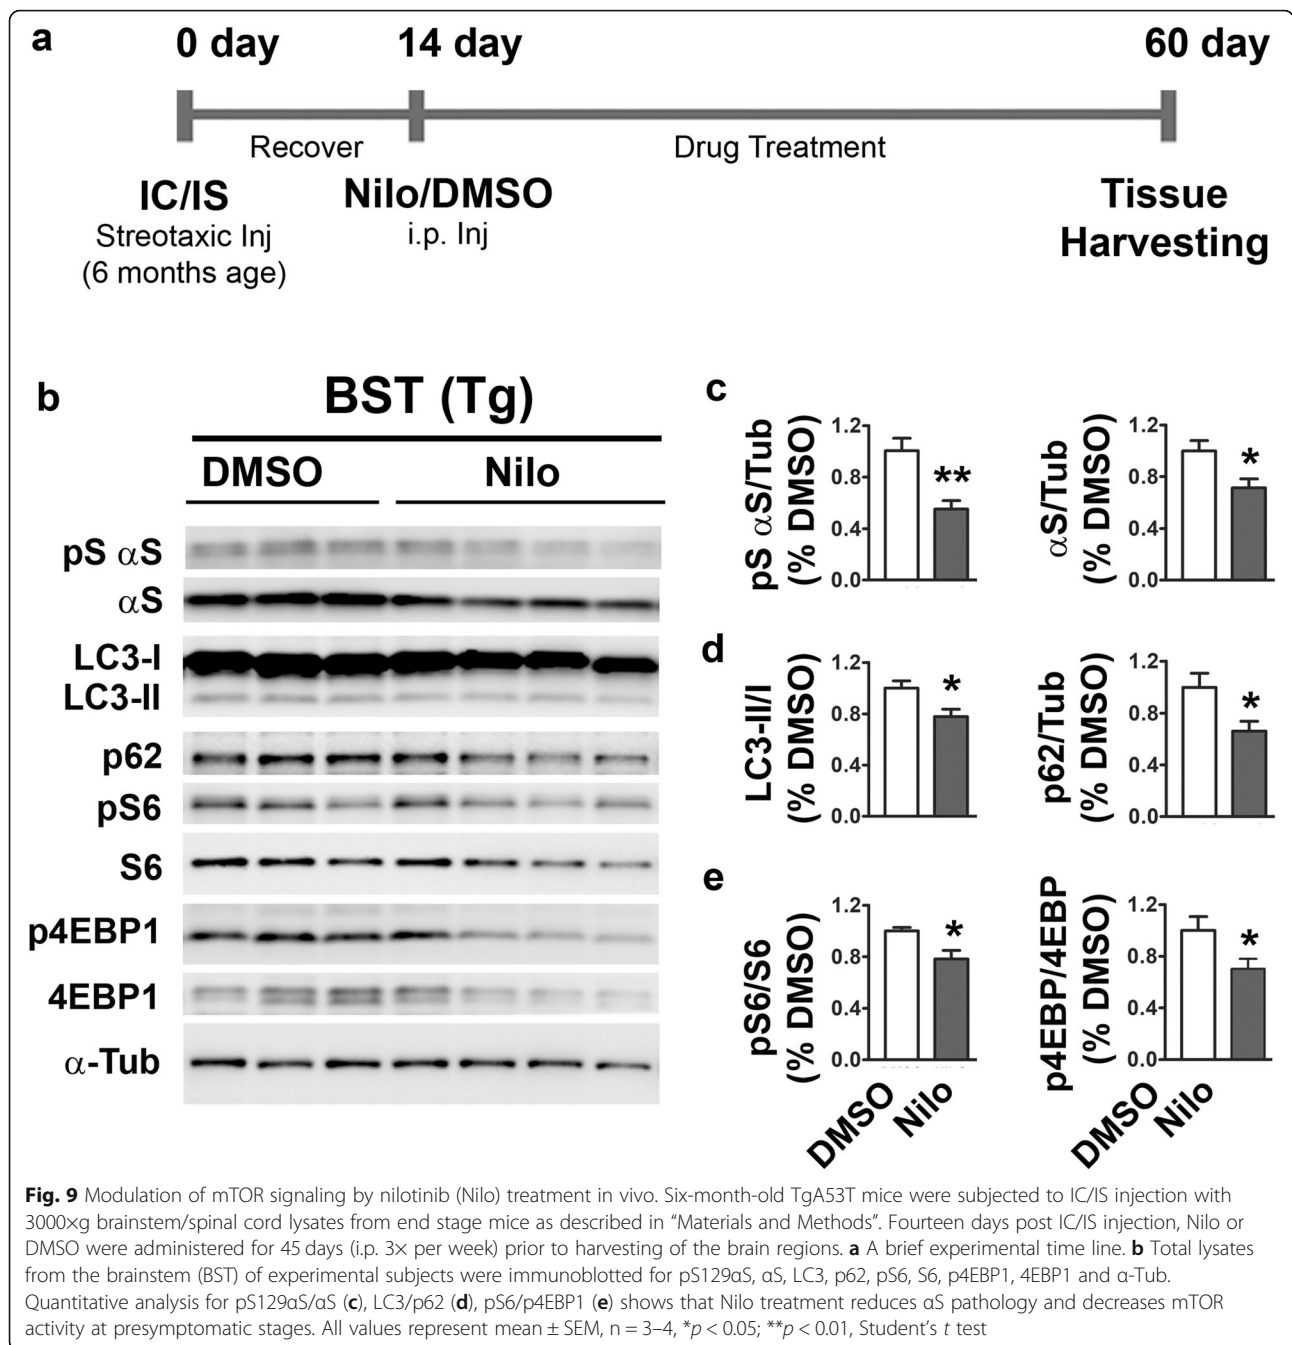 a
0 day
14 day
60 day
Recover
Drug Treatment
IC/IS
Streotaxic Inj
(6 months age)
Nilo/DMSO
i.p. Inj
Tissue
Harvesting
b
BST (Tg)
DMSO
Nilo
pS αS
αS
LC3-I
LC3-II
p62
pS6
S6
p4EBP1
4EBP1
α-Tub
c
pS αS/Tub
(% DMSO)
1.2
0.8
0.4
0.0
**
αS/Tub
(% DMSO)
1.2
0.8
0.4
0.0
*
d
LC3-II/I
(% DMSO)
1.2
0.8
0.4
0.0
*
p62/Tub
(% DMSO)
1.2
0.8
0.4
0.0
*
e
pS6/S6
(% DMSO)
1.2
0.8
0.4
0.0
*
DMSO
Nilo
p4EBP/4EBP
(% DMSO)
1.2
0.8
0.4
0.0
*
DMSO
Nilo
Fig. 9 Modulation of mTOR signaling by nilotinib (Nilo) treatment in vivo. Six-month-old TgA53T mice were subjected to IC/IS injection with
3000×g brainstem/spinal cord lysates from end stage mice as described in “Materials and Methods”. Fourteen days post IC/IS injection, Nilo or
DMSO were administered for 45 days (i.p. 3× per week) prior to harvesting of the brain regions. a A brief experimental time line. b Total lysates
from the brainstem (BST) of experimental subjects were immunoblotted for pS129αS, αS, LC3, p62, pS6, S6, p4EBP1, 4EBP1 and α-Tub.
Quantitative analysis for pS129αS/αS (c), LC3/p62 (d), pS6/p4EBP1 (e) shows that Nilo treatment reduces αS pathology and decreases mTOR
activity at presymptomatic stages. All values represent mean ± SEM, n = 3–4, *p < 0.05; **p < 0.01, Student’s t test